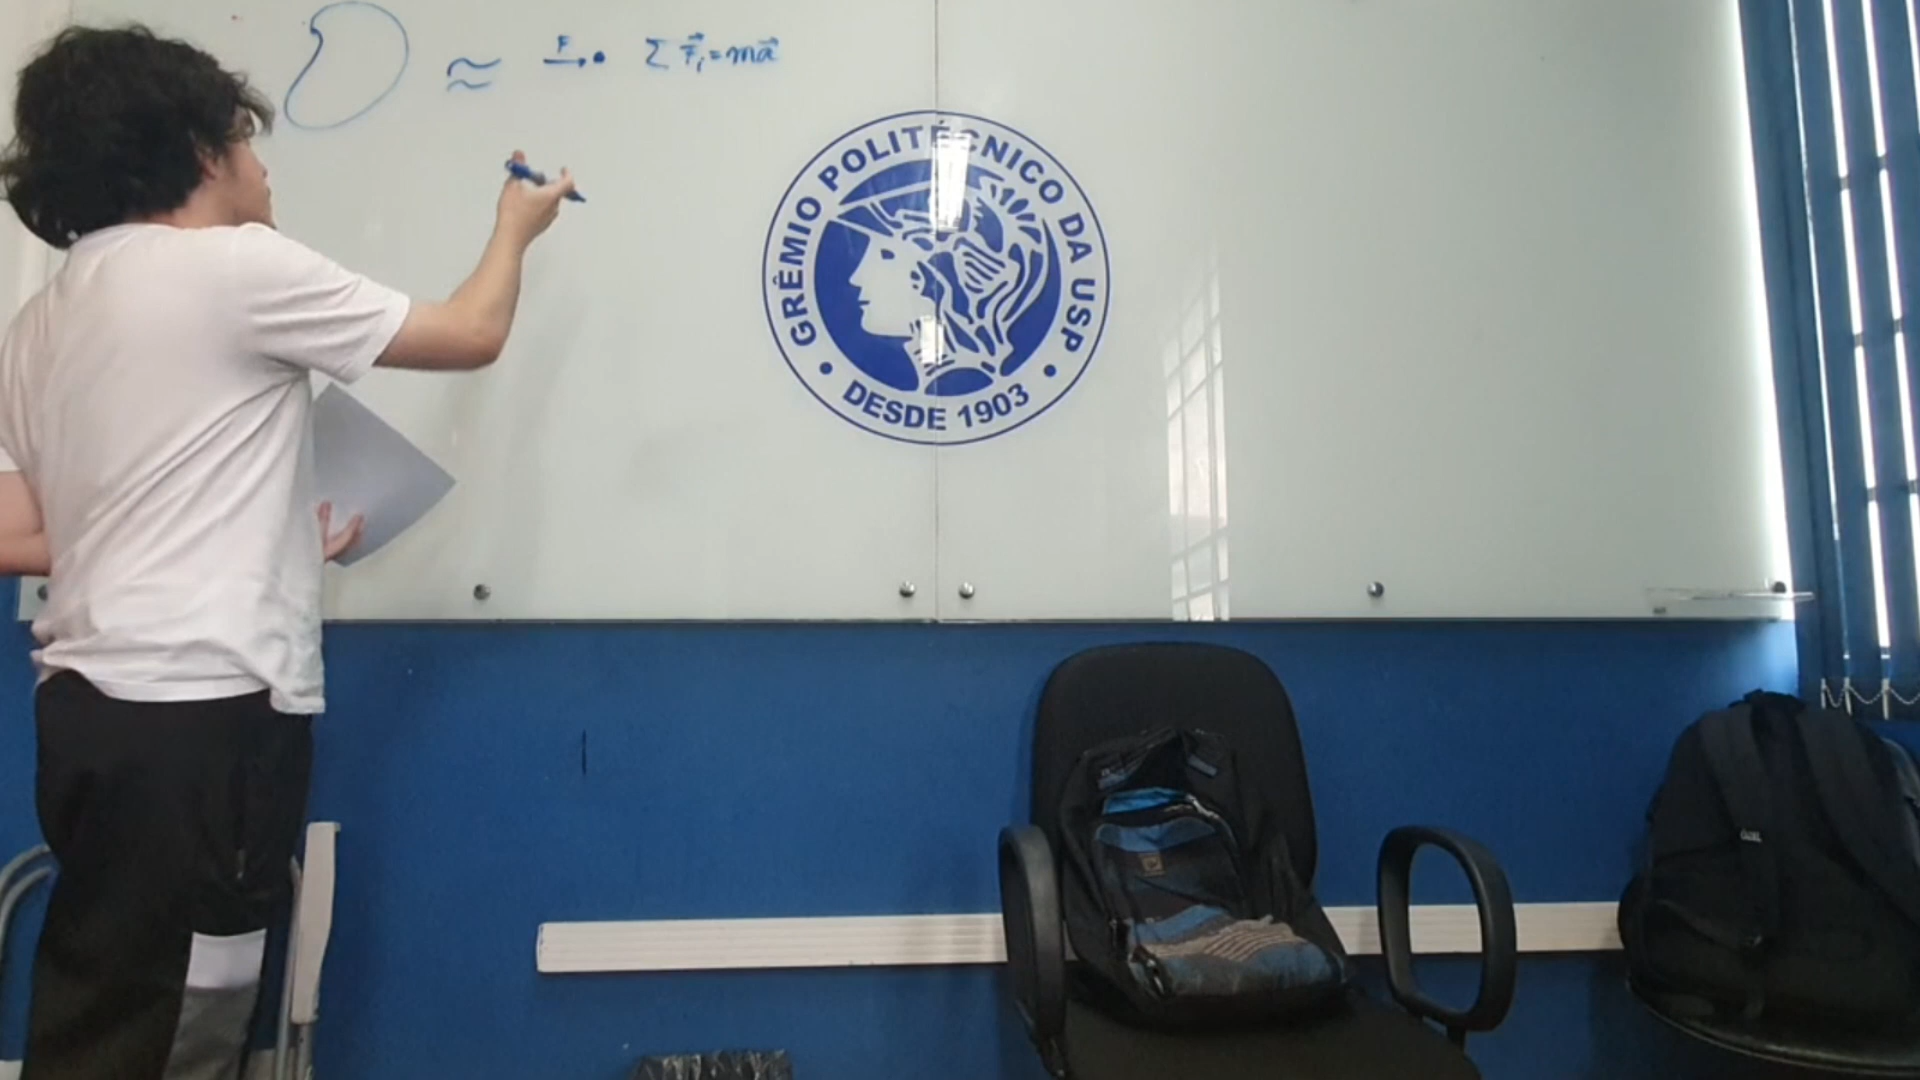 ≈ F Σ F⃗ᵢ = ma⃗
GRÊMIO POLITÉCNICO DA USP
• DESDE 1903 •